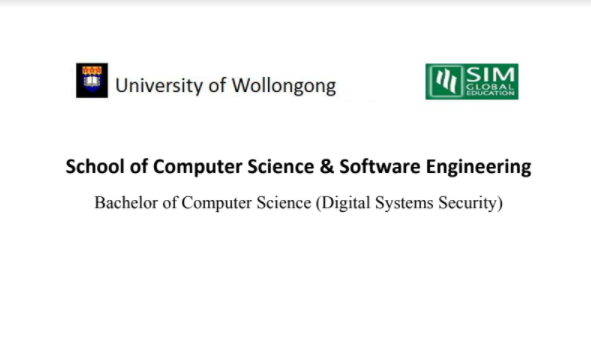 University of Wollongong
SIM
GLOBAL
EDUCATION
School of Computer Science & Software Engineering
Bachelor of Computer Science (Digital Systems Security)